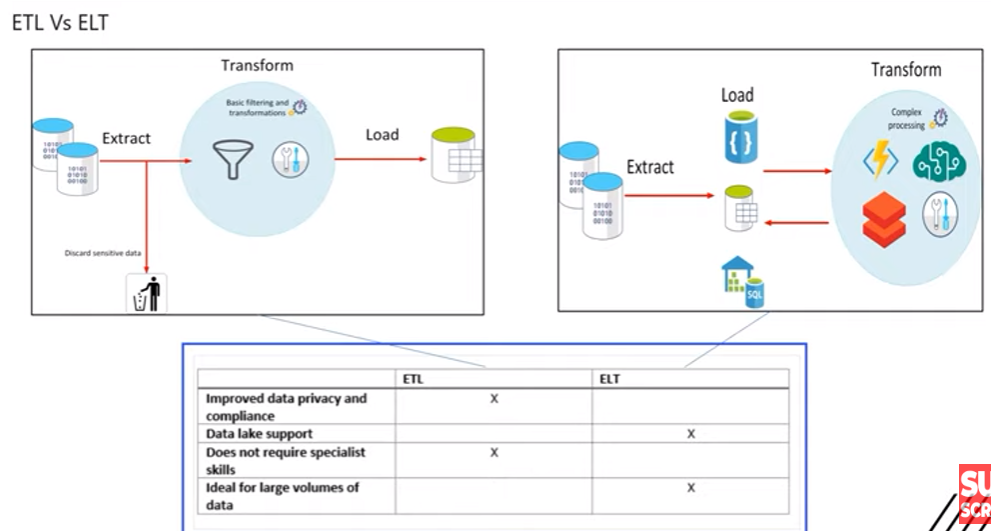 ETL Vs ELT
Transform
Basic filtering and
transformations
Extract
Load
10101
01010
00100
Discard sensitive data
Transform
Load
Complex
processing
{ }
Extract
10101
01010
00100
SQL
ETL ELT
Improved data privacy and X
compliance
Data lake support X
Does not require specialist X
skills
Ideal for large volumes of X
data
SU
SCR